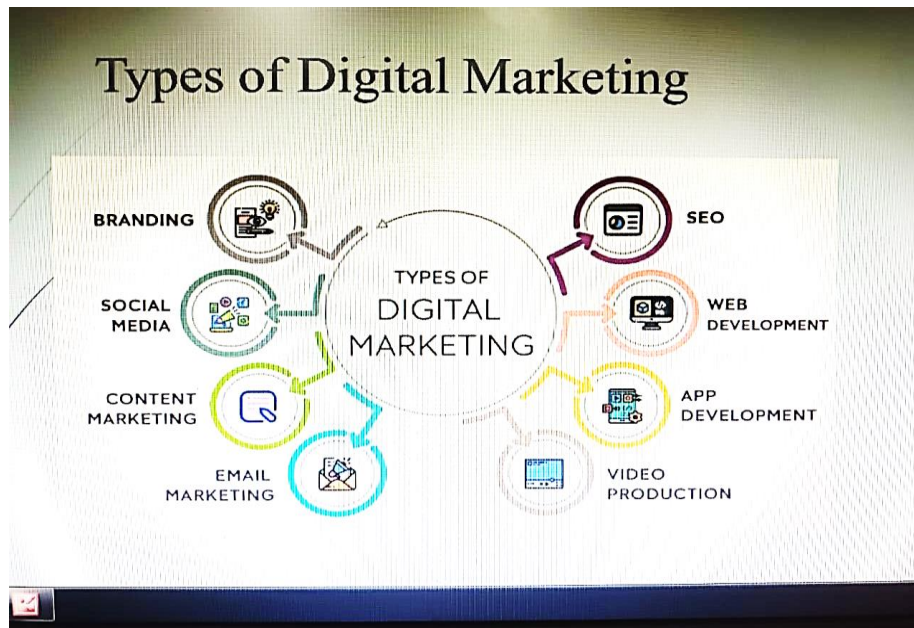 Types of Digital Marketing
BRANDING
SOCIAL
MEDIA
CONTENT
MARKETING
EMAIL
MARKETING
TYPES OF
DIGITAL
MARKETING
SEO
WEB
DEVELOPMENT
APP
DEVELOPMENT
VIDEO
PRODUCTION